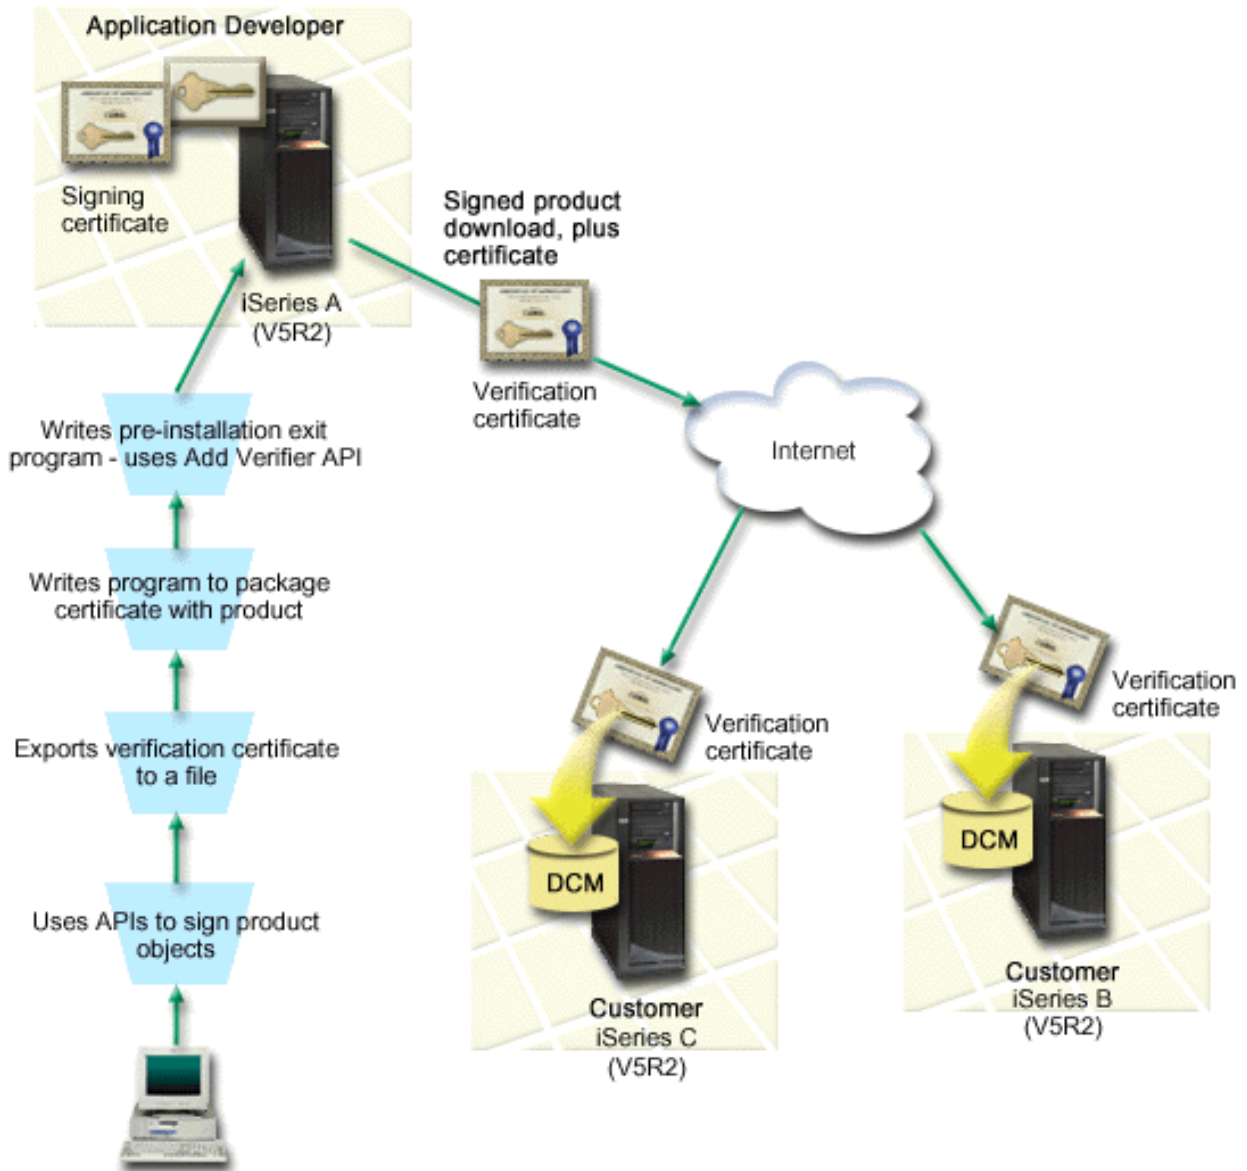 Application Developer
Signing
certificate
iSeries A
(V5R2)
Signed product
download, plus
certificate
Verification
certificate
Internet
Writes pre-installation exit
program - uses Add Verifier API
Writes program to package
certificate with product
Exports verification certificate
to a file
Uses APIs to sign product
objects
Verification
certificate
DCM
Customer
iSeries C
(V5R2)
Verification
certificate
DCM
Customer
iSeries B
(V5R2)